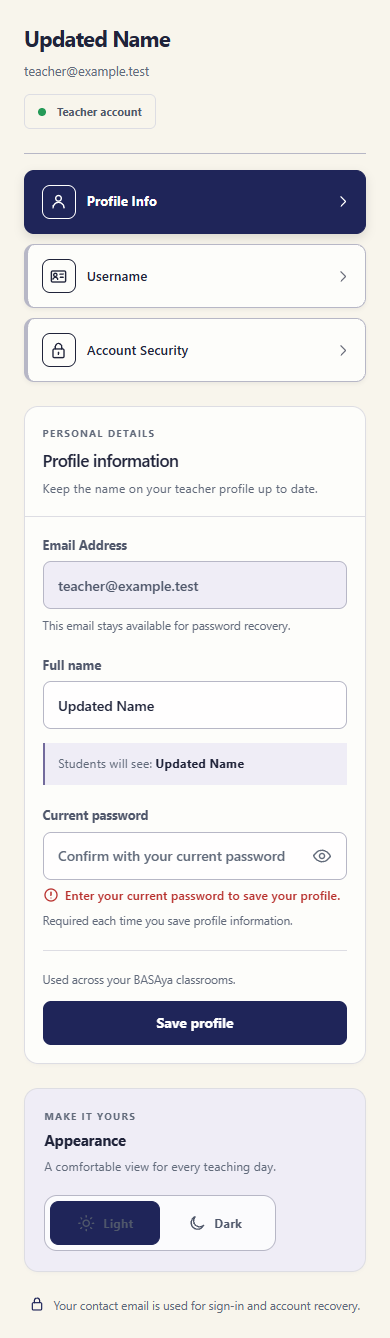 Updated Name
teacher@example.test
Teacher account
Profile Info
Username
Account Security
PERSONAL DETAILS
Profile information
Keep the name on your teacher profile up to date.
Email Address
teacher@example.test
This email stays available for password recovery.
Full name
Updated Name
Students will see: Updated Name
Current password
Confirm with your current password
Enter your current password to save your profile.
Required each time you save profile information.
Used across your BASAya classrooms.
Save profile
MAKE IT YOURS
Appearance
A comfortable view for every teaching day.
Light
Dark
Your contact email is used for sign-in and account recovery.